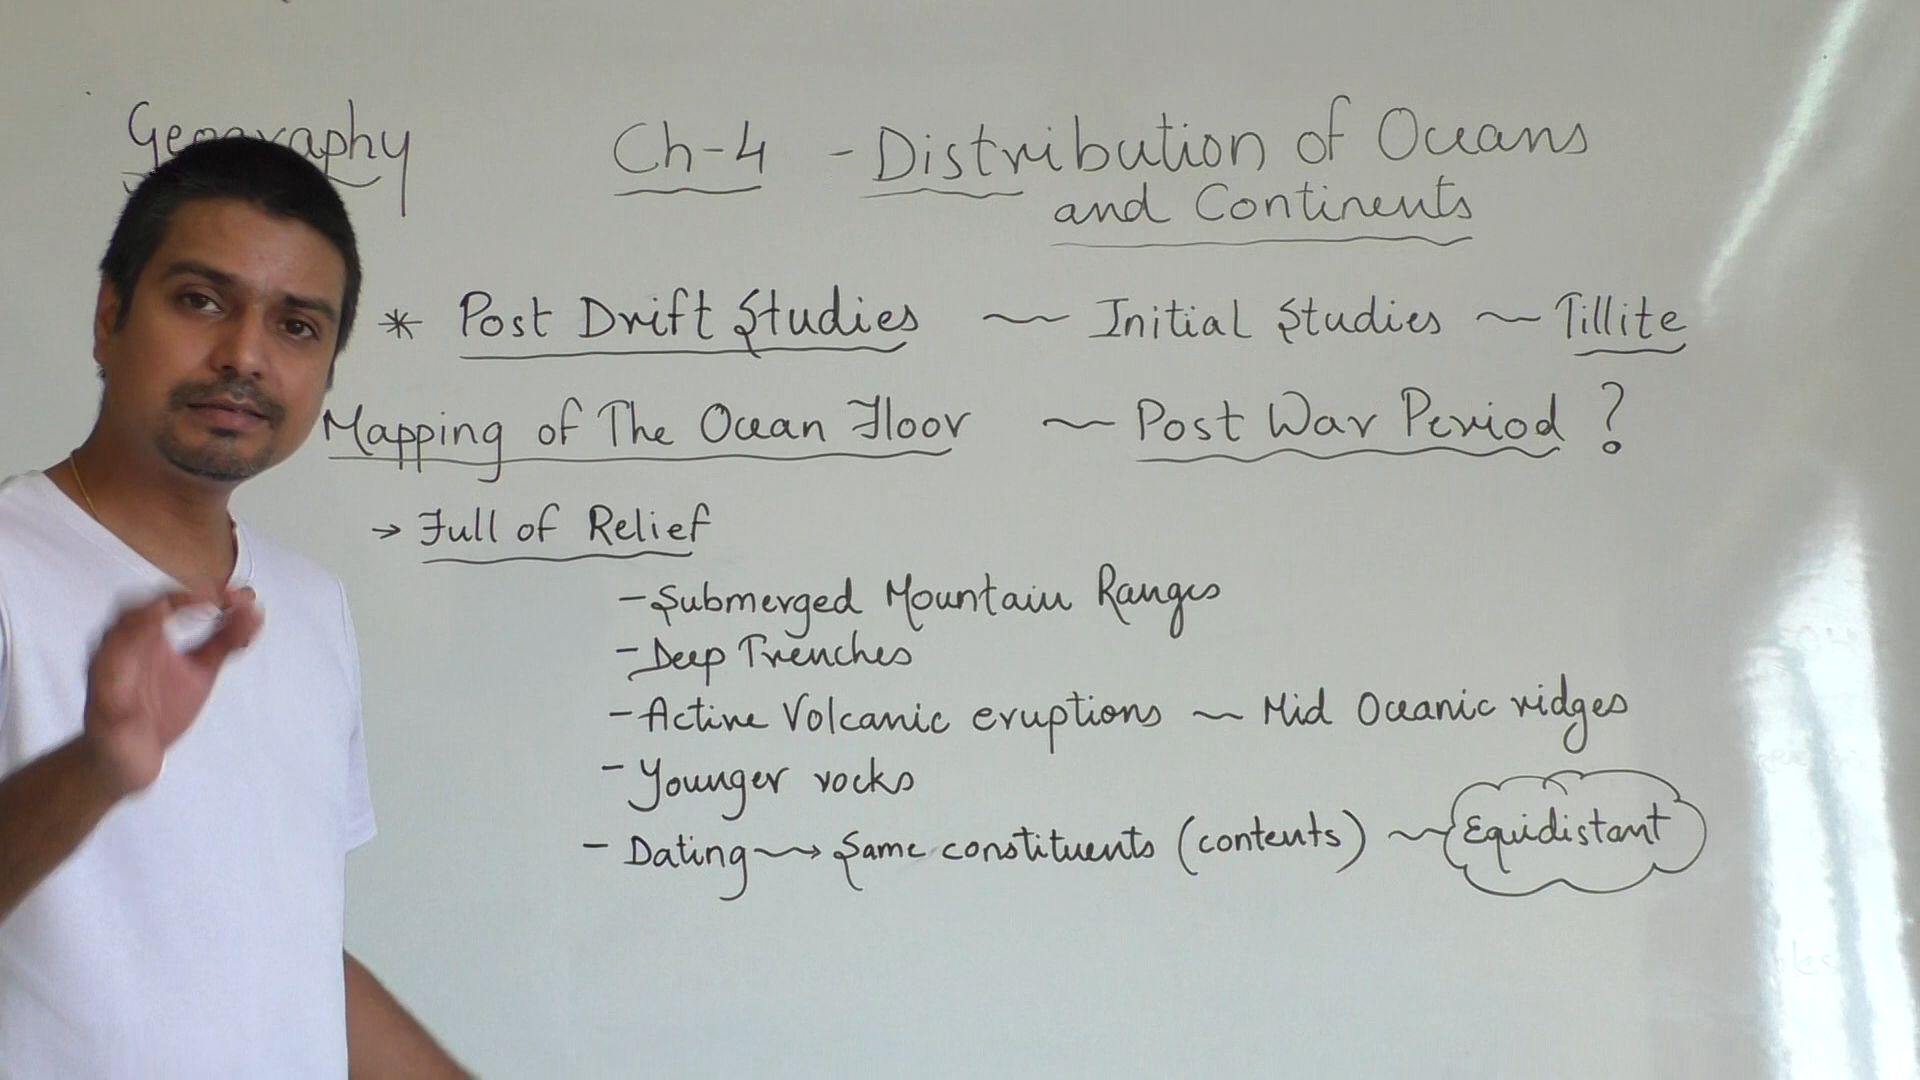 Geography
Ch-4 - Distribution of Oceans
and Continents
* Post Drift Studies ~ Initial Studies ~ Tillite
Mapping of The Ocean Floor ~ Post War Period ?
→ Full of Relief
- Submerged Mountain Ranges
- Deep Trenches
- Active Volcanic eruptions ~ Mid Oceanic ridges
- Younger rocks
- Dating → Same constituents (contents) ~ Equidistant